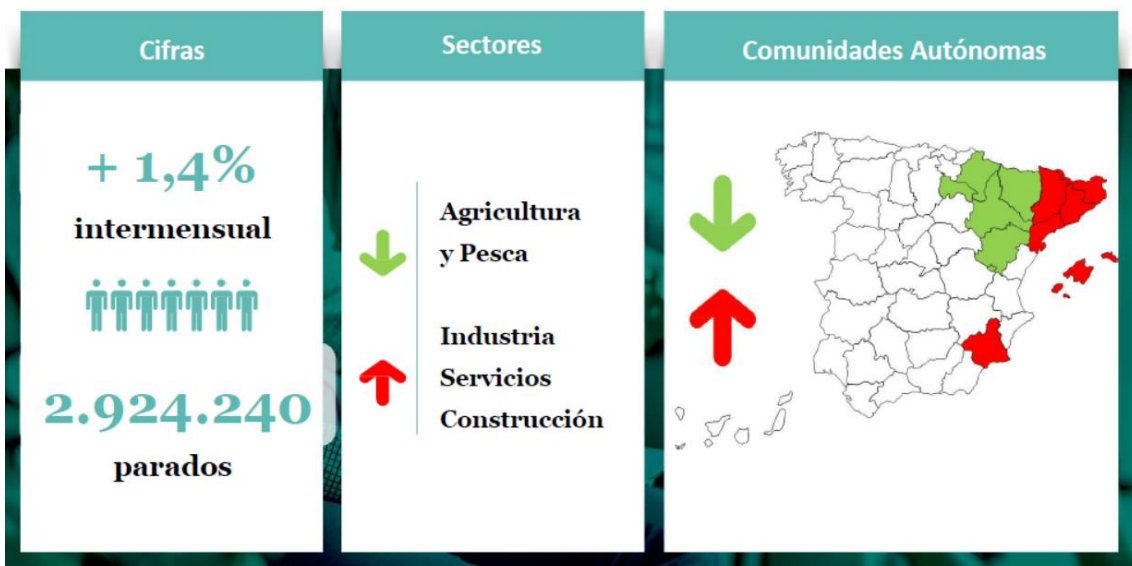 Cifras
+ 1,4%
intermensual
2.924.240
parados
Sectores
Agricultura
y Pesca
Industria
Servicios
Construcción
Comunidades Autónomas